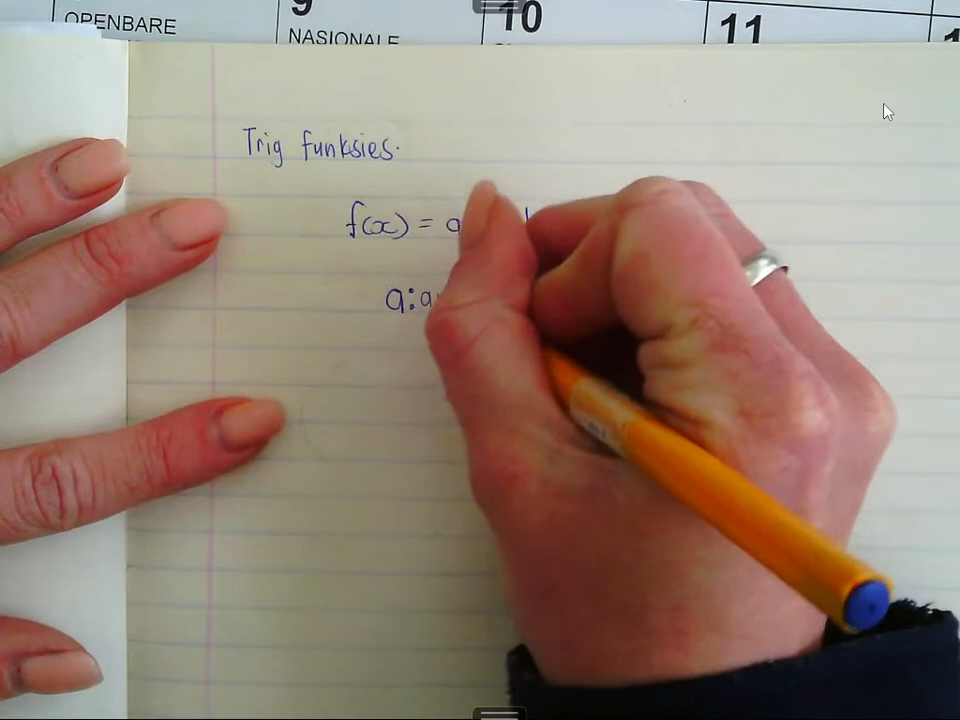 9
10
11
OPENBARE
NASIONALE
Trig funksies.
f(x) = a
a: